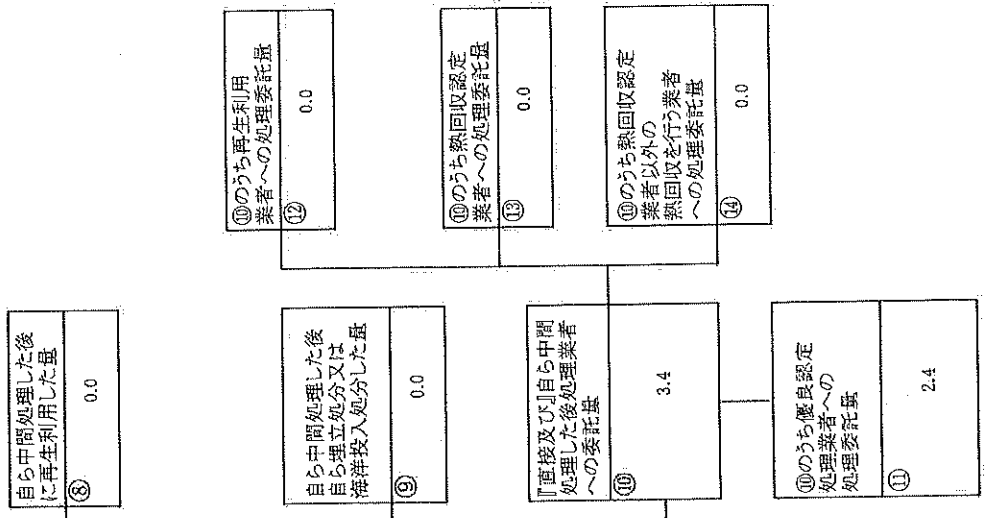 自ら中間処理した後
に再生利用した量
⑧
0.0
自ら中間処理した後
自ら埋立処分又は
海洋投入処分した量
⑨
0.0
『直接及び』自ら中間
処理した後処理業者
への委託量
⑩
3.4
⑩のうち優良認定
処理業者への
処理委託量
⑪
2.4
⑩のうち再生利用
業者への処理委託量
⑫
0.0
⑩のうち熱回収認定
業者への処理委託量
⑬
0.0
⑩のうち熱回収認定
業者以外の
熱回収を行う業者
への処理委託量
⑭
0.0